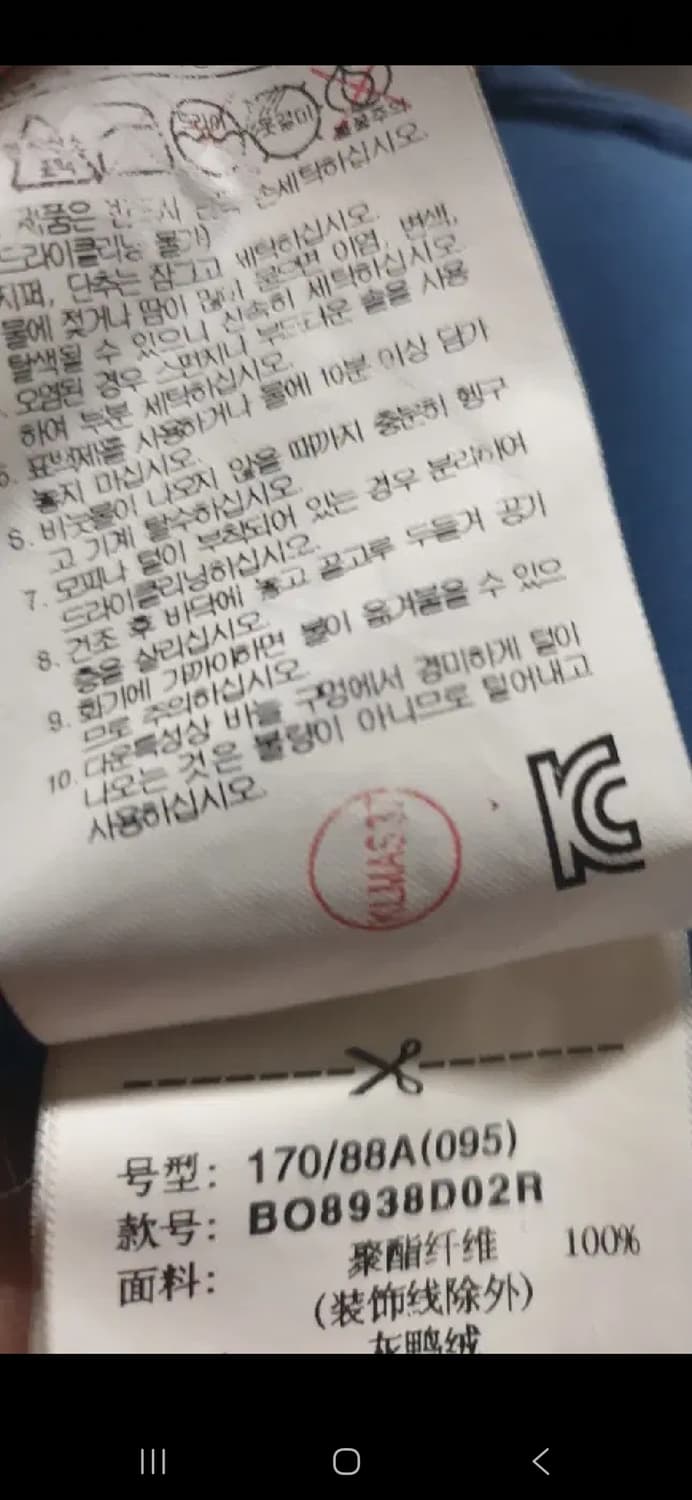 드라이
손세탁하십시오.
제품은
드라이클리닝 불가)
지퍼, 단추는 잠그고 세탁하십시오.
물에 젖거나 땀이 많이 묻으면 이염, 변색,
탈색될 수 있으니 신속히 세탁하십시오.
오염된 경우 스펀지나 부드러운 솔을 사용
하여 부분 세탁하십시오.
표백제를 사용하거나 물에 10분 이상 담가
놓지 마십시오.
6. 비눗물이 나오지 않을 때까지 충분히 헹구
고 기계 탈수하십시오.
7. 모피나 털이 부착되어 있는 경우 분리하여
드라이클리닝하십시오.
8. 건조 후 바닥에 놓고 골고루 두들겨 공기
층을 살리십시오.
9. 화기에 가까이하면 불이 옮겨붙을 수 있으
므로 주의하십시오.
10. 다운특성상 바늘 구멍에서 경미하게 털이
나오는 것은 불량이 아니므로 털어내고
사용하십시오.
KC
号型: 170/88A(095)
款号: BO8938D02R
面料: 聚酯纤维 100%
(装饰线除外)
灰鸭绒